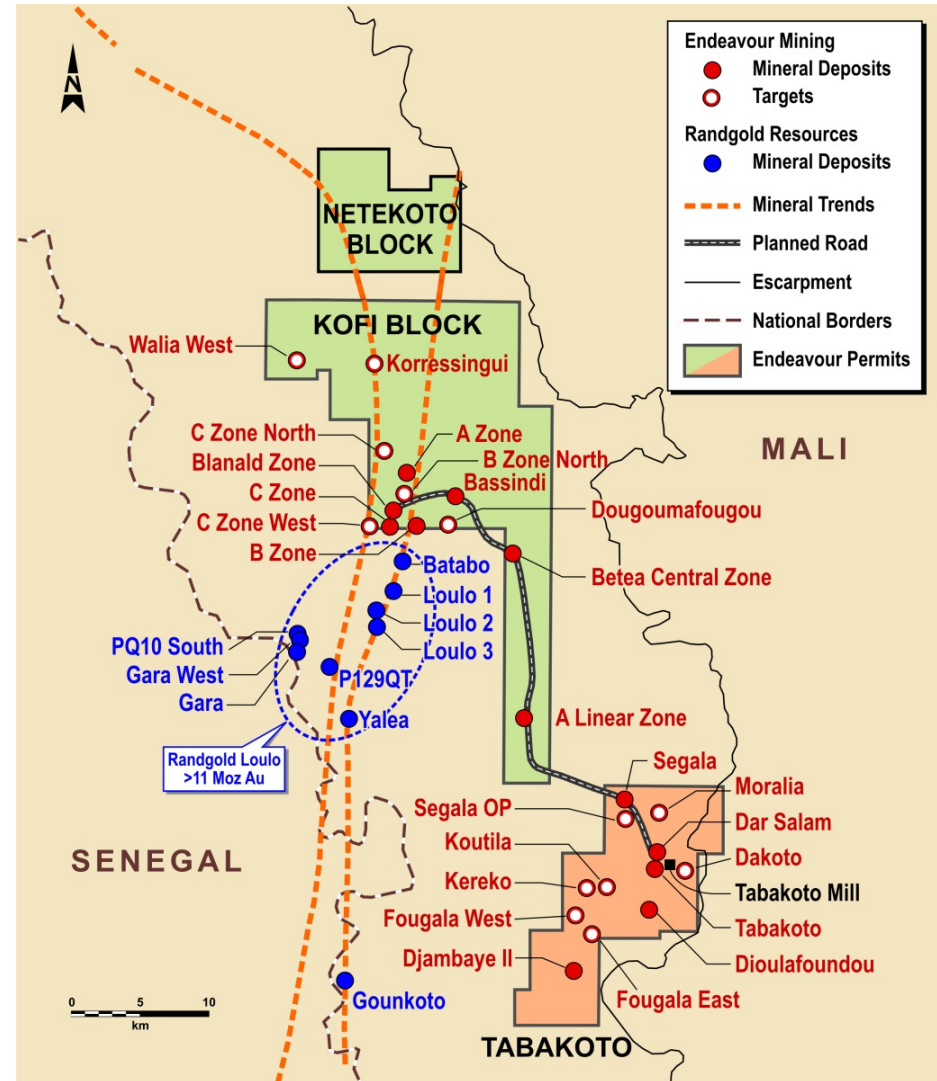 N
Endeavour Mining
Mineral Deposits
Targets
Randgold Resources
Mineral Deposits
Mineral Trends
Planned Road
Escarpment
National Borders
Endeavour Permits
NETEKOTO
BLOCK
KOFI BLOCK
Walia West
Korressingui
MALI
C Zone North
A Zone
Blanald Zone
B Zone North
C Zone
Bassindi
C Zone West
Dougoumafougou
B Zone
Batabo
Betea Central Zone
Loulo 1
Loulo 2
PQ10 South
Loulo 3
Gara West
P129QT
Gara
Yalea
A Linear Zone
Randgold Loulo
>11 Moz Au
Segala
Moralia
Segala OP
Dar Salam
Koutila
SENEGAL
Dakoto
Kereko
Tabakoto Mill
Fougala West
Tabakoto
Djambaye II
Dioulafoundou
Fougala East
Gounkoto
0 5 10
km
TABAKOTO